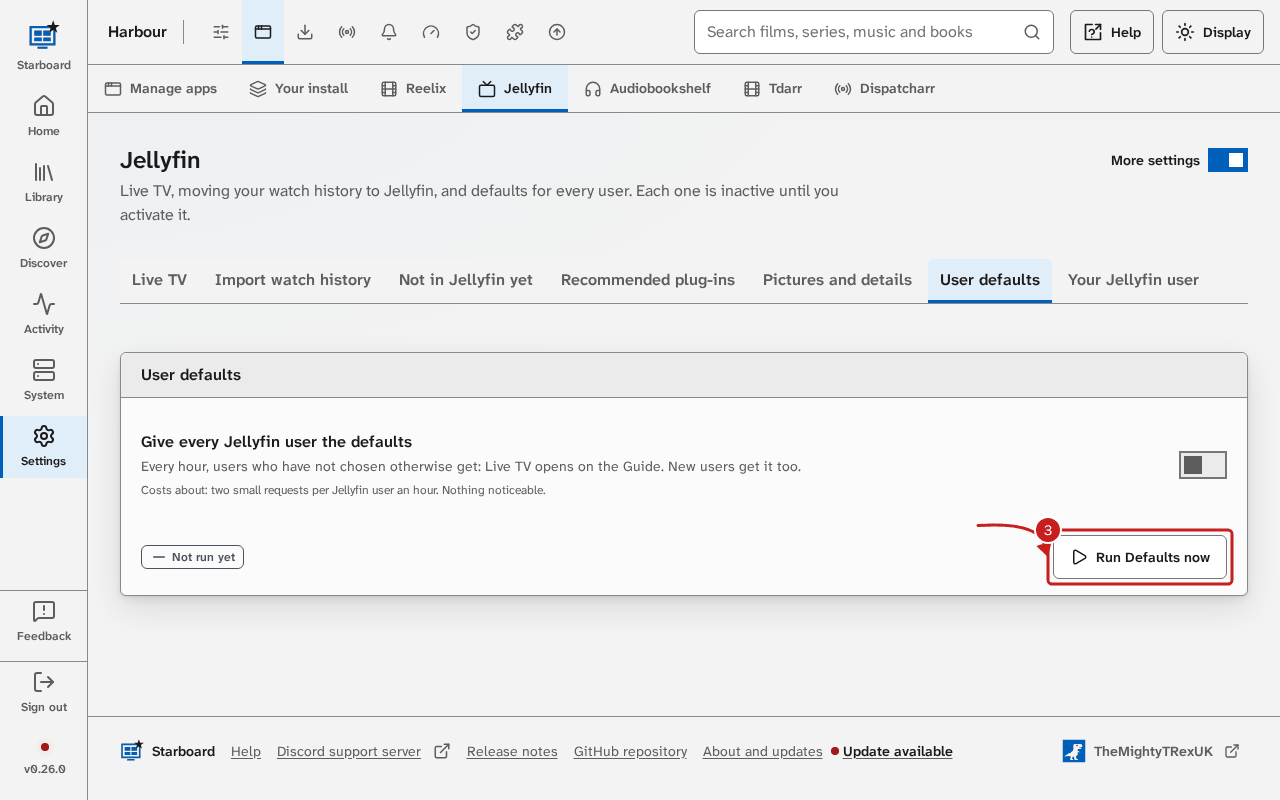 Starboard
Home
Library
Discover
Activity
System
Settings
Feedback
Sign out
v0.26.0
Harbour
Search films, series, music and books
Help
Display
Manage apps
Your install
Reelix
Jellyfin
Audiobookshelf
Tdarr
Dispatcharr
Jellyfin
More settings
Live TV, moving your watch history to Jellyfin, and defaults for every user. Each one is inactive until you
activate it.
Live TV
Import watch history
Not in Jellyfin yet
Recommended plug-ins
Pictures and details
User defaults
Your Jellyfin user
User defaults
Give every Jellyfin user the defaults
Every hour, users who have not chosen otherwise get: Live TV opens on the Guide. New users get it too.
Costs about: two small requests per Jellyfin user an hour. Nothing noticeable.
3
Not run yet
Run Defaults now
Starboard
Help
Discord support server
Release notes
GitHub repository
About and updates
Update available
TheMightyTRexUK